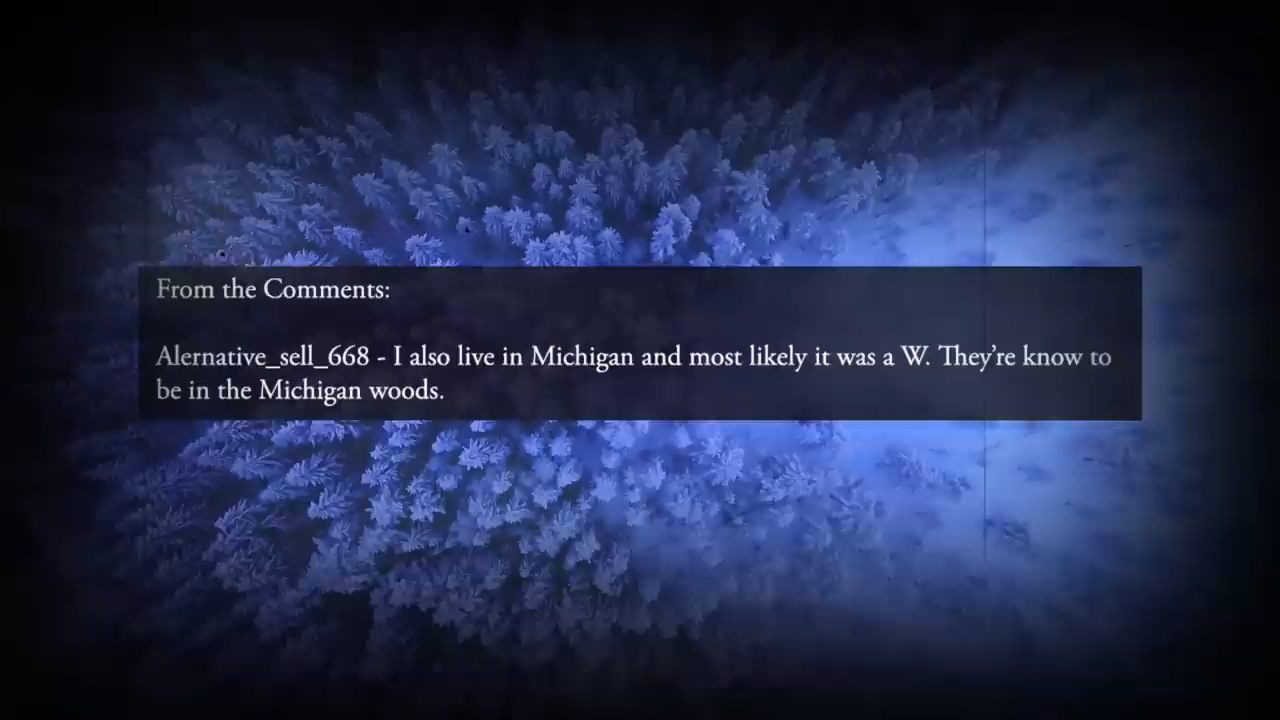 From the Comments:
Alernative_sell_668 - I also live in Michigan and most likely it was a W. They’re know to
be in the Michigan woods.